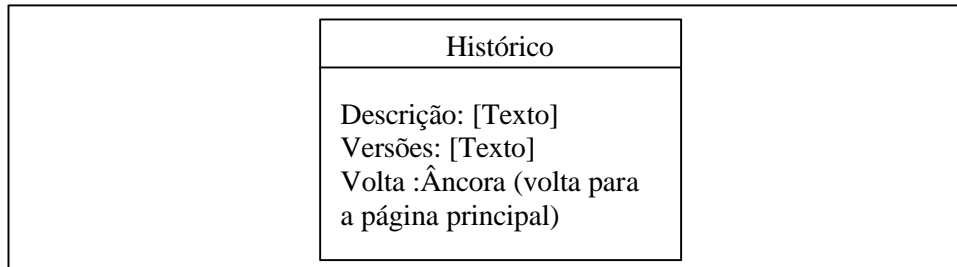 Histórico
Descrição: [Texto]
Versões: [Texto]
Volta :Âncora (volta para
a página principal)